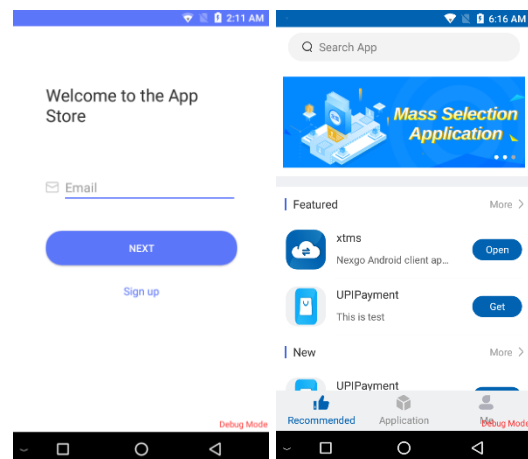 2:11 AM
Welcome to the App
Store
Email
NEXT
Sign up
Debug Mode
6:16 AM
Search App
Mass Selection
Application
Featured
More
xtms
Nexgo Android client ap...
Open
UPIPayment
This is test
Get
New
More
UPIPayment
Recommended
Application
Me
Debug Mode